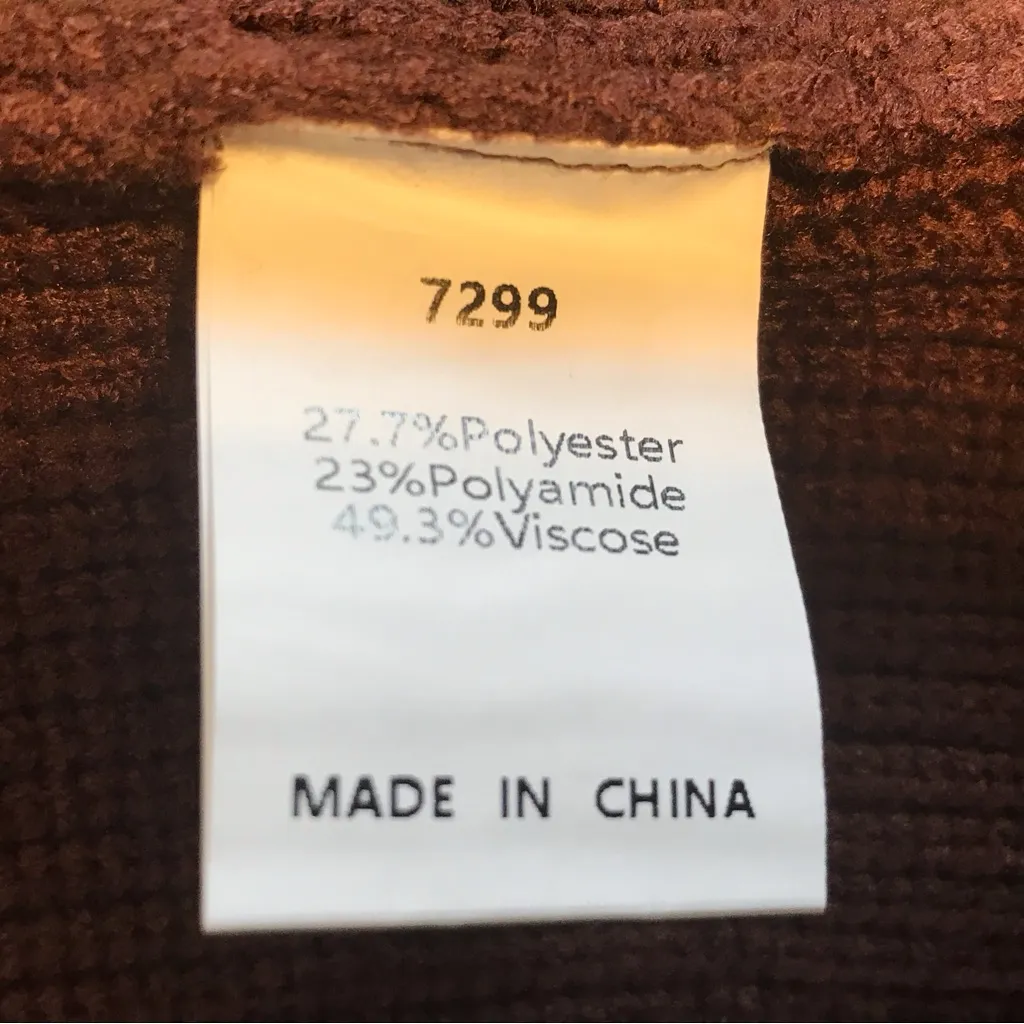 7299
27.7%Polyester
23%Polyamide
49.3%Viscose
MADE IN CHINA